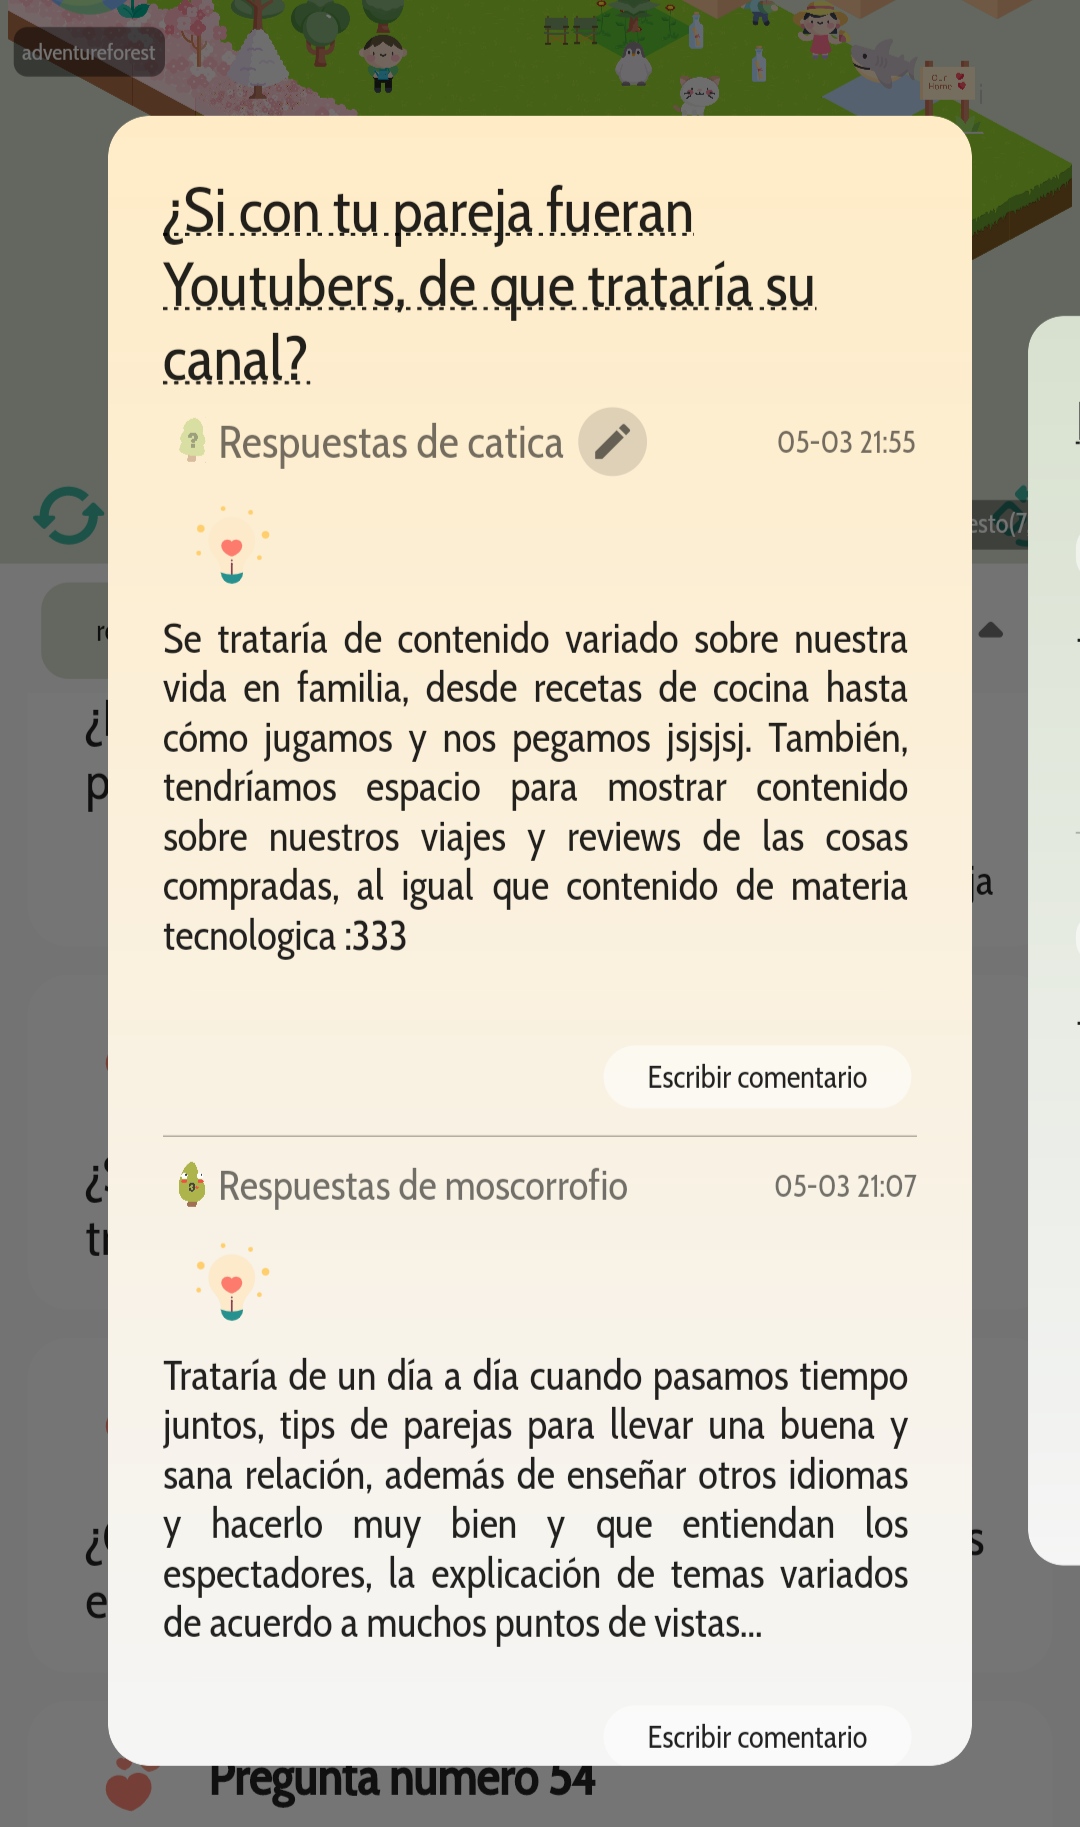 adventureforest
Our
Home
¿Si con tu pareja fueran
Youtubers, de que trataría su
canal?
Respuestas de catica
05-03 21:55
Se trataría de contenido variado sobre nuestra
vida en familia, desde recetas de cocina hasta
cómo jugamos y nos pegamos jsjsjsj. También,
tendríamos espacio para mostrar contenido
sobre nuestros viajes y reviews de las cosas
compradas, al igual que contenido de materia
tecnologica :333
Escribir comentario
Respuestas de moscorrofio
05-03 21:07
Trataría de un día a día cuando pasamos tiempo
juntos, tips de parejas para llevar una buena y
sana relación, además de enseñar otros idiomas
y hacerlo muy bien y que entiendan los
espectadores, la explicación de temas variados
de acuerdo a muchos puntos de vistas...
Escribir comentario
Pregunta número 54